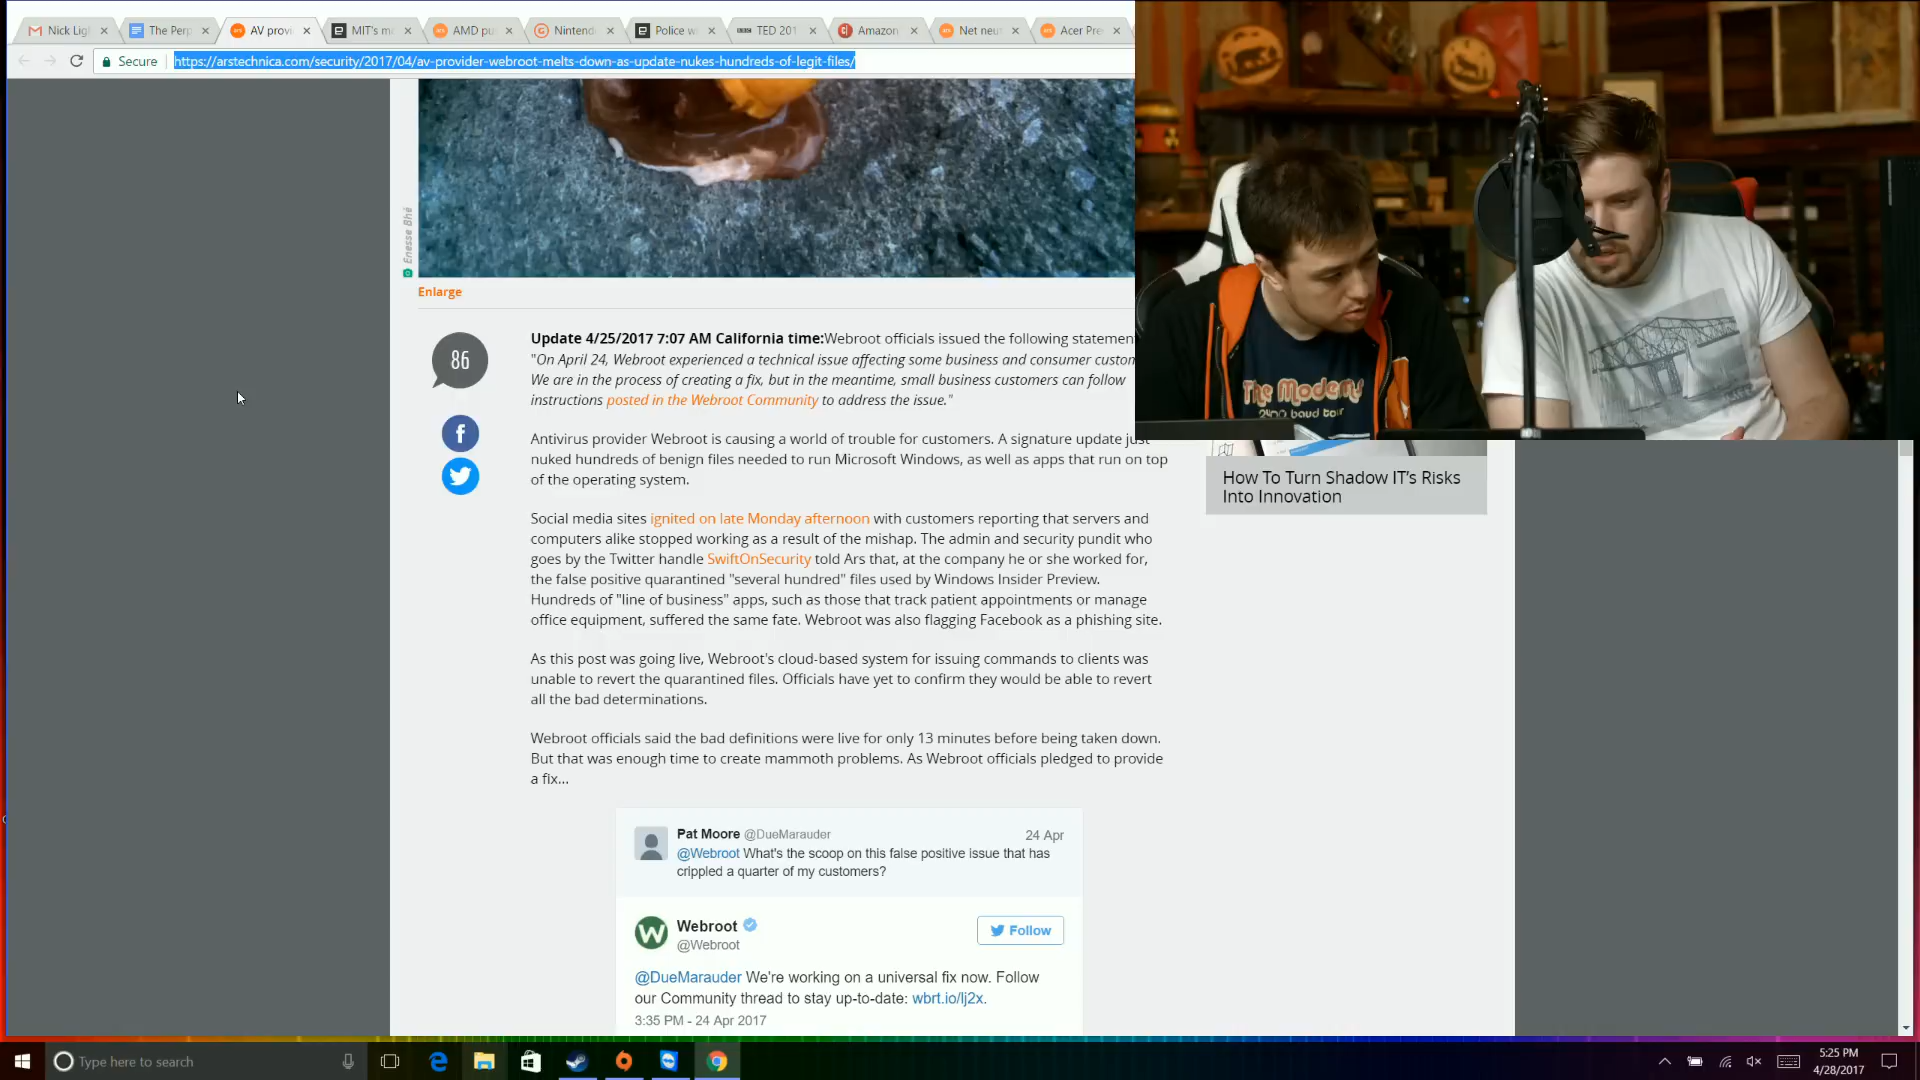 Nick Lig
The Perp
AV provi
MIT's m
AMD pu
Nintend
Police w
TED 201
Amazon
Net neu
Acer Pre
Secure
https://arstechnica.com/security/2017/04/av-provider-webroot-melts-down-as-update-nukes-hundreds-of-legit-files/
Enesse Bhé
Enlarge
86
Update 4/25/2017 7:07 AM California time:Webroot officials issued the following statement
"On April 24, Webroot experienced a technical issue affecting some business and consumer custom
We are in the process of creating a fix, but in the meantime, small business customers can follow
instructions posted in the Webroot Community to address the issue."
Antivirus provider Webroot is causing a world of trouble for customers. A signature update just
nuked hundreds of benign files needed to run Microsoft Windows, as well as apps that run on top
of the operating system.
Social media sites ignited on late Monday afternoon with customers reporting that servers and
computers alike stopped working as a result of the mishap. The admin and security pundit who
goes by the Twitter handle SwiftOnSecurity told Ars that, at the company he or she worked for,
the false positive quarantined "several hundred" files used by Windows Insider Preview.
Hundreds of "line of business" apps, such as those that track patient appointments or manage
office equipment, suffered the same fate. Webroot was also flagging Facebook as a phishing site.
As this post was going live, Webroot's cloud-based system for issuing commands to clients was
unable to revert the quarantined files. Officials have yet to confirm they would be able to revert
all the bad determinations.
Webroot officials said the bad definitions were live for only 13 minutes before being taken down.
But that was enough time to create mammoth problems. As Webroot officials pledged to provide
a fix...
Pat Moore @DueMarauder 24 Apr
@Webroot What's the scoop on this false positive issue that has
crippled a quarter of my customers?
Webroot
@Webroot
Follow
@DueMarauder We're working on a universal fix now. Follow
our Community thread to stay up-to-date: wbrt.io/lj2x.
3:35 PM - 24 Apr 2017
The Modems
2400 baud tour
How To Turn Shadow IT's Risks
Into Innovation
Type here to search
5:25 PM
4/28/2017